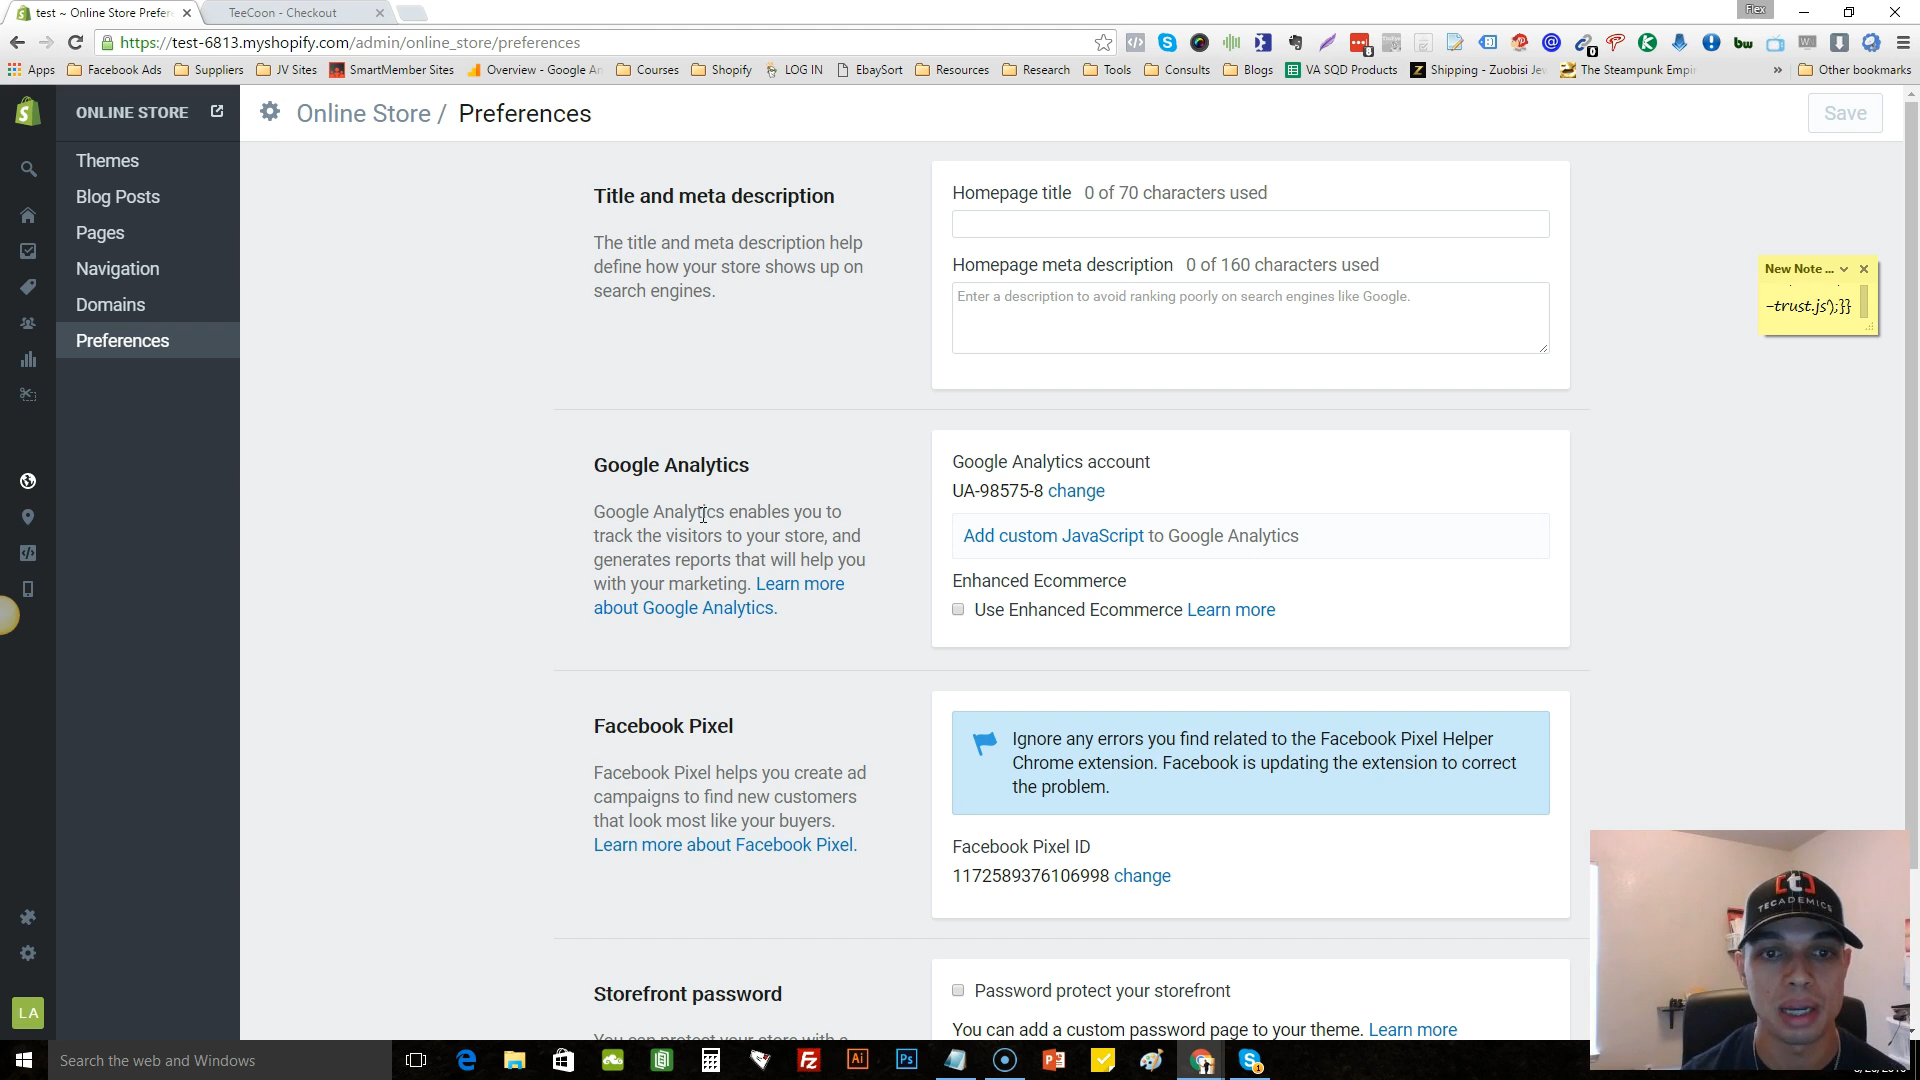 test ~ Online Store Prefer
TeeCoon - Checkout
Flex
https://test-6813.myshopify.com/admin/online_store/preferences
Apps
Facebook Ads
Suppliers
JV Sites
SmartMember Sites
Overview - Google An
Courses
Shopify
LOG IN
EbaySort
Resources
Research
Tools
Consults
Blogs
VA SQD Products
Shipping - Zuobisi Je
The Steampunk Empi
Other bookmarks
ONLINE STORE
Themes
Blog Posts
Pages
Navigation
Domains
Preferences
LA
Online Store / Preferences
Save
Title and meta description
The title and meta description help
define how your store shows up on
search engines.
Homepage title 0 of 70 characters used
Homepage meta description 0 of 160 characters used
Enter a description to avoid ranking poorly on search engines like Google.
New Note ...
-trust.js');}}
Google Analytics
Google Analytics enables you to
track the visitors to your store, and
generates reports that will help you
with your marketing. Learn more
about Google Analytics.
Google Analytics account
UA-98575-8 change
Add custom JavaScript to Google Analytics
Enhanced Ecommerce
Use Enhanced Ecommerce Learn more
Facebook Pixel
Facebook Pixel helps you create ad
campaigns to find new customers
that look most like your buyers.
Learn more about Facebook Pixel.
Ignore any errors you find related to the Facebook Pixel Helper
Chrome extension. Facebook is updating the extension to correct
the problem.
Facebook Pixel ID
1172589376106998 change
Storefront password
You can protect your store with a
Password protect your storefront
You can add a custom password page to your theme. Learn more
TECADEMICS
Search the web and Windows